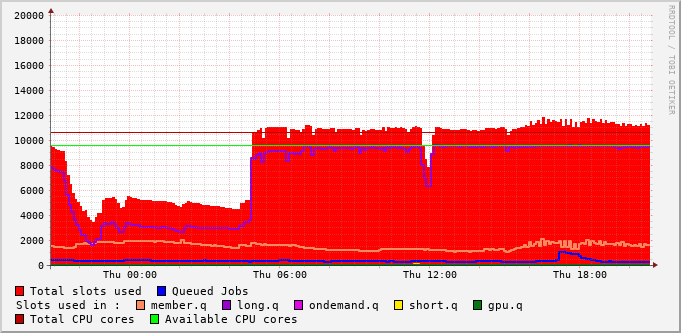 20000
18000
16000
14000
12000
10000
8000
6000
4000
2000
0
Thu 00:00 Thu 06:00 Thu 12:00 Thu 18:00
RRDTOOL / TOBI OETIKER
Total slots used Queued Jobs
Slots used in : member.q long.q ondemand.q short.q gpu.q
Total CPU cores Available CPU cores